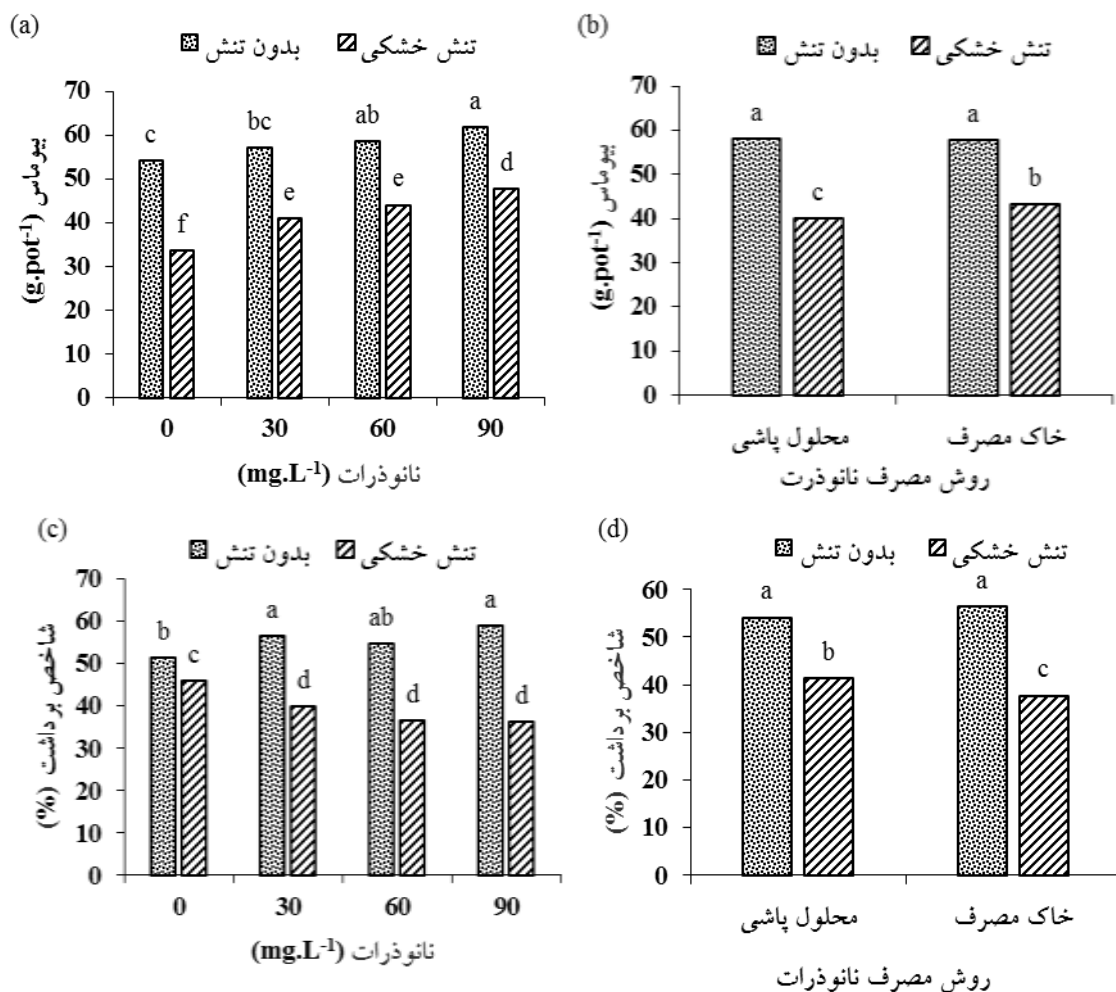 (a)
بدون تنش تنش خشکی
بیوماس (g.pot-1)
70
60
50
40
30
20
10
0
c f bc e ab e a d
0 30 60 90
نانوذرات (mg.L-1)
(b)
بدون تنش تنش خشکی
بیوماس (g.pot-1)
70
60
50
40
30
20
10
0
a c a b
محلول پاشی خاک مصرف
روش مصرف نانوذرت
(c)
بدون تنش تنش خشکی
شاخص برداشت (%)
70
60
50
40
30
20
10
0
b c a d ab d a d
0 30 60 90
نانوذرات (mg.L-1)
(d)
بدون تنش تنش خشکی
شاخص برداشت (%)
60
50
40
30
20
10
0
a b a c
محلول پاشی خاک مصرف
روش مصرف نانوذرات